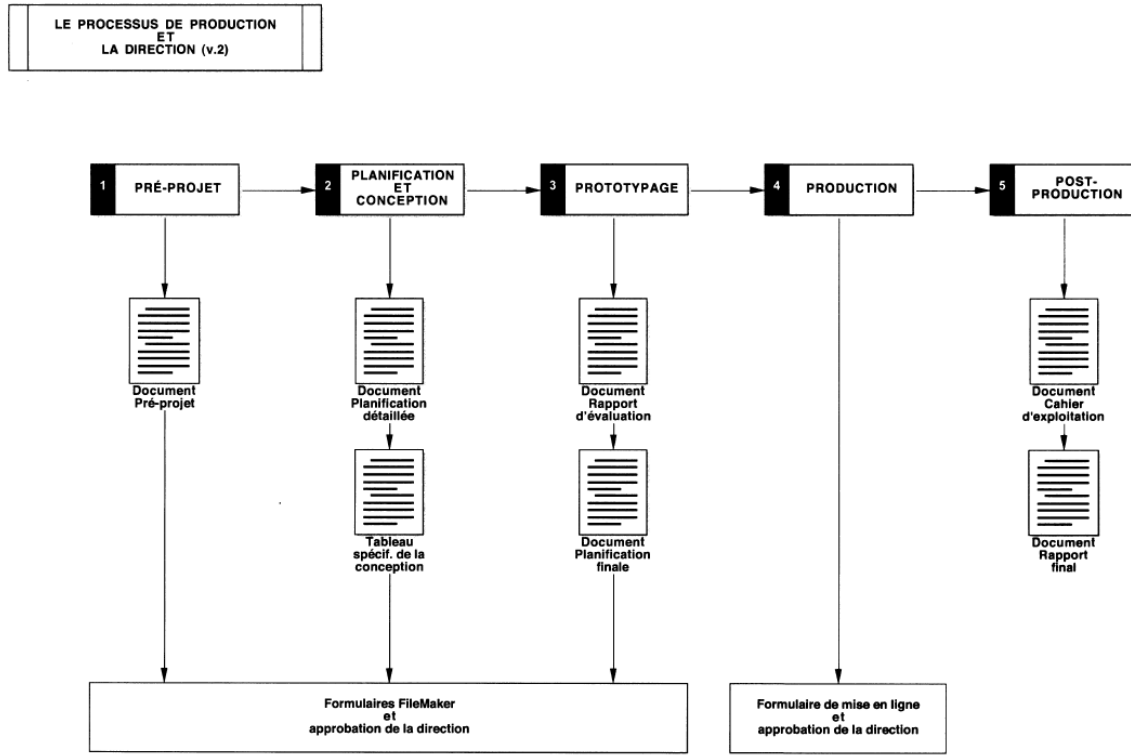 LE PROCESSUS DE PRODUCTION
ET
LA DIRECTION (v.2)
1
PRÉ-PROJET
2
PLANIFICATION
ET
CONCEPTION
3
PROTOTYPAGE
4
PRODUCTION
5
POST-
PRODUCTION
Document
Pré-projet
Document
Planification
détaillée
Document
Rapport
d'évaluation
Document
Cahier
d'exploitation
Tableau
spécif. de la
conception
Document
Planification
finale
Document
Rapport
final
Formulaires FileMaker
et
approbation de la direction
Formulaire de mise en ligne
et
approbation de la direction